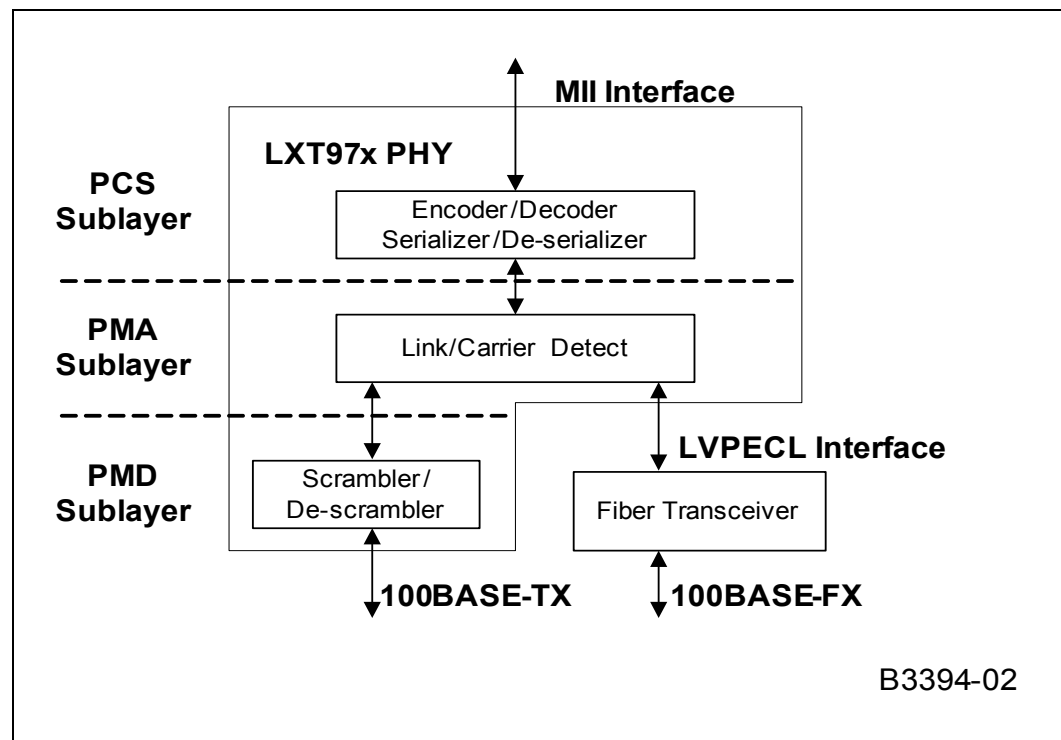 MII Interface
LXT97x PHY
PCS
Sublayer
Encoder/Decoder
Serializer/De-serializer
PMA
Sublayer
Link/Carrier Detect
LVPECL Interface
PMD
Sublayer
Scrambler/
De-scrambler
Fiber Transceiver
100BASE-TX
100BASE-FX
B3394-02